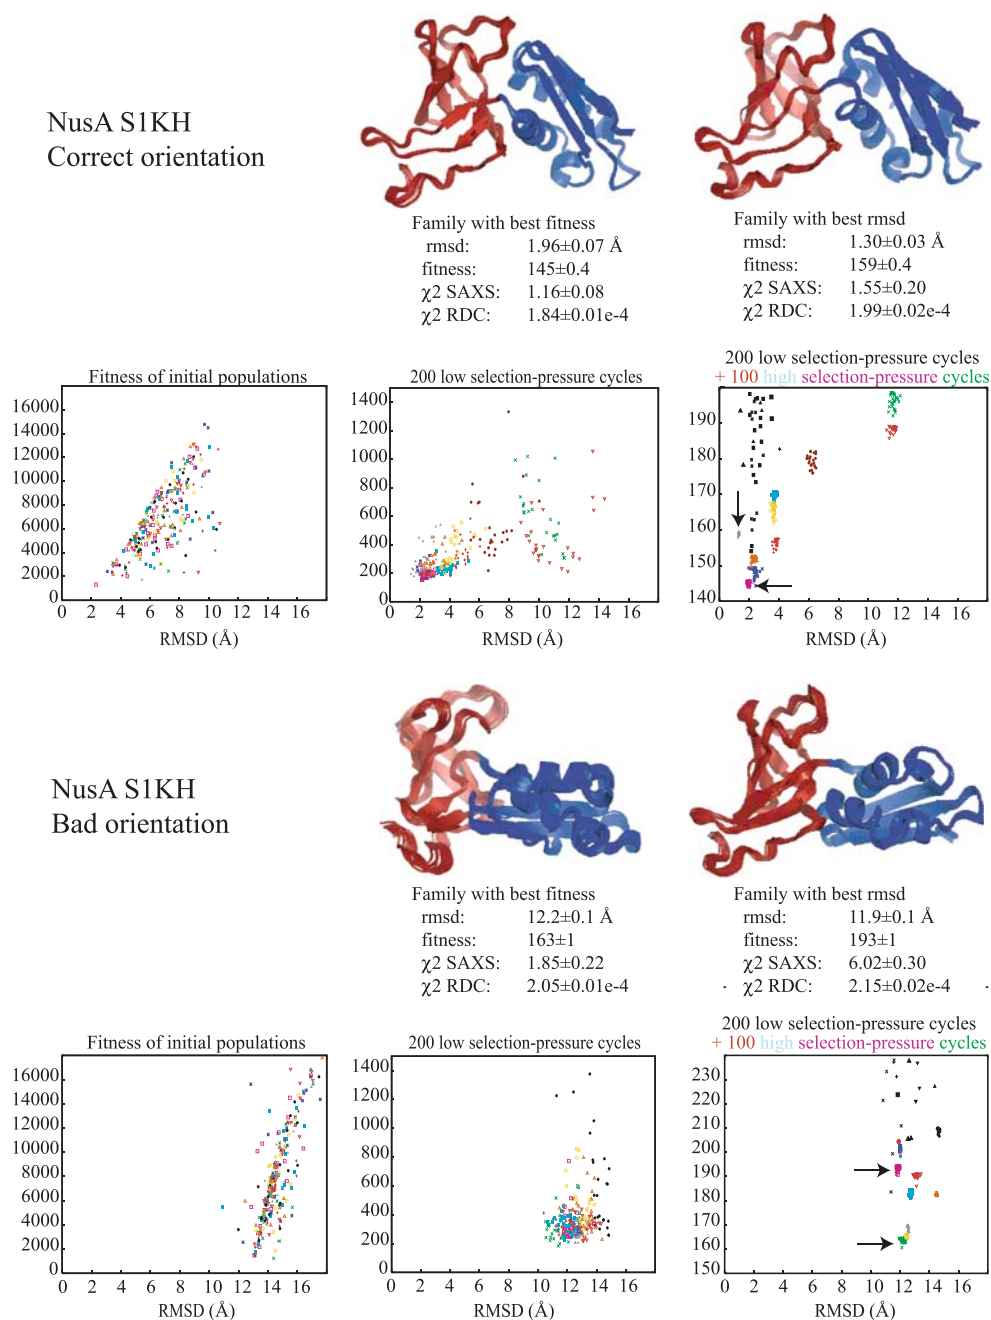 NusA S1KH
Correct orientation
Family with best fitness
rmsd: 1.96±0.07 Å
fitness: 145±0.4
χ2 SAXS: 1.16±0.08
χ2 RDC: 1.84±0.01e-4
Family with best rmsd
rmsd: 1.30±0.03 Å
fitness: 159±0.4
χ2 SAXS: 1.55±0.20
χ2 RDC: 1.99±0.02e-4
Fitness of initial populations
16000
14000
12000
10000
8000
6000
4000
2000
0
0 2 4 6 8 10 12 14 16
RMSD (Å)
200 low selection-pressure cycles
1400
1200
1000
800
600
400
200
0
0 2 4 6 8 10 12 14 16
RMSD (Å)
200 low selection-pressure cycles
+ 100 high selection-pressure cycles
190
180
170
160
150
140
0 2 4 6 8 10 12 14 16
RMSD (Å)
NusA S1KH
Bad orientation
Family with best fitness
rmsd: 12.2±0.1 Å
fitness: 163±1
χ2 SAXS: 1.85±0.22
χ2 RDC: 2.05±0.01e-4
Family with best rmsd
rmsd: 11.9±0.1 Å
fitness: 193±1
χ2 SAXS: 6.02±0.30
- χ2 RDC: 2.15±0.02e-4 -
Fitness of initial populations
16000
14000
12000
10000
8000
6000
4000
2000
0
0 2 4 6 8 10 12 14 16
RMSD (Å)
200 low selection-pressure cycles
1400
1200
1000
800
600
400
200
0
0 2 4 6 8 10 12 14 16
RMSD (Å)
200 low selection-pressure cycles
+ 100 high selection-pressure cycles
230
220
210
200
190
180
170
160
150
0 2 4 6 8 10 12 14 16
RMSD (Å)